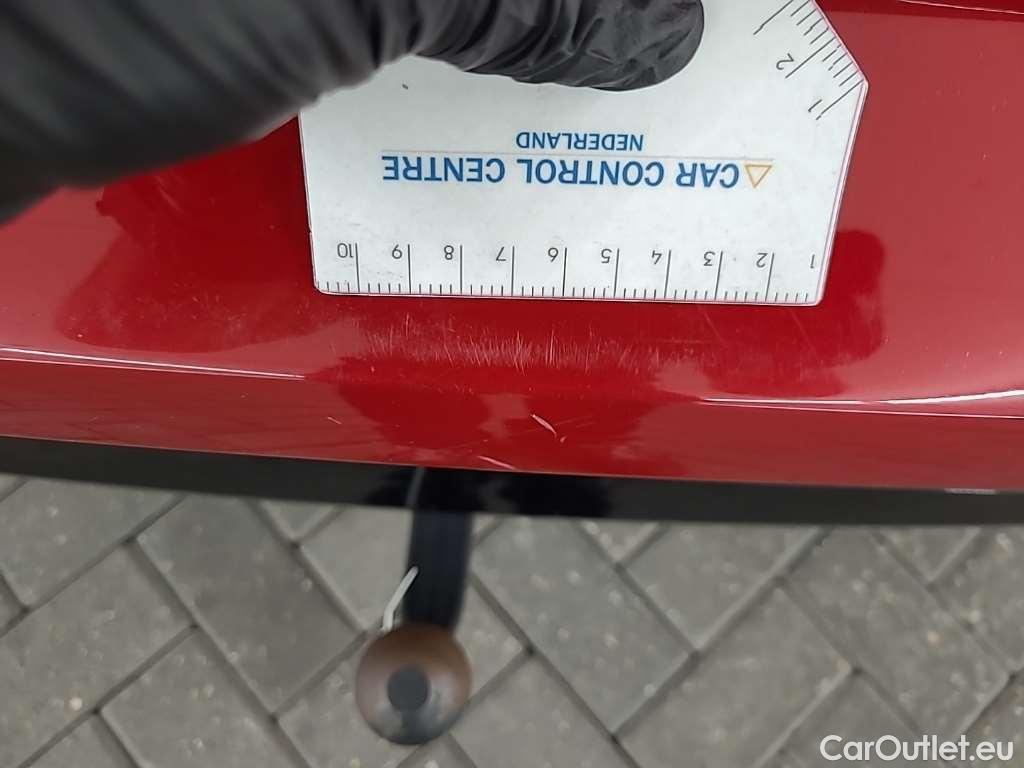 CAR CONTROL CENTRE
NEDERLAND
1 2 3 4 5 6 7 8 9 10
1 2
CarOutlet.eu